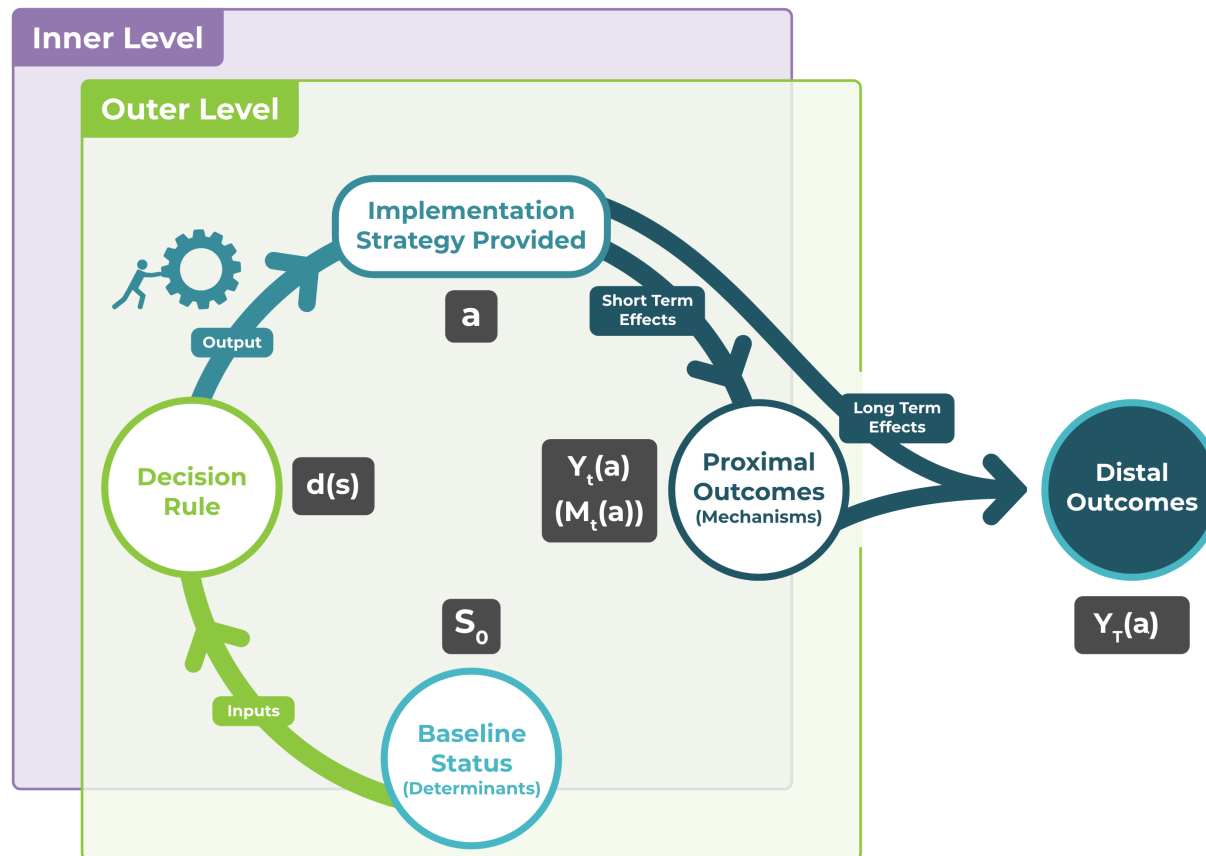 Inner Level
Outer Level
Implementation
Strategy Provided
a
Short Term
Effects
Output
Long Term
Effects
Decision
Rule
d(s)
Yₜ(a)
(Mₜ(a))
Proximal
Outcomes
(Mechanisms)
Distal
Outcomes
Y_T(a)
S₀
Inputs
Baseline
Status
(Determinants)